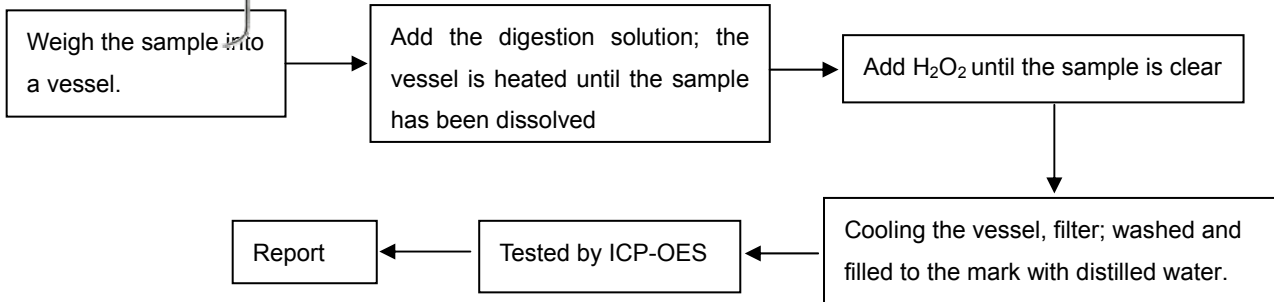 Weigh the sample into
a vessel.
Add the digestion solution; the
vessel is heated until the sample
has been dissolved
Add H₂O₂ until the sample is clear
Cooling the vessel, filter; washed and
filled to the mark with distilled water.
Tested by ICP-OES
Report